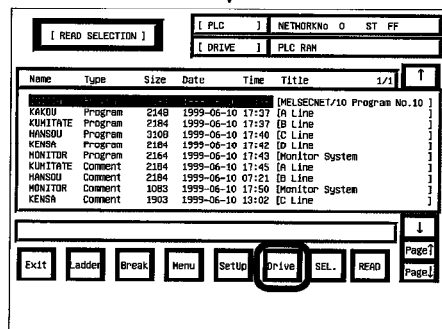 [ READ SELECTION ]
[ PLC ] NETWORKNo 0 ST FF
[ DRIVE ] PLC RAM
Name Type Size Date Time Title 1/1 ↑
[MELSECNET/10 Program No.10 ]
KAKOU Program 2148 1999-06-10 17:37 [A Line ]
KUMITATE Program 2184 1999-06-10 17:37 [B Line ]
HANSOU Program 3108 1999-06-10 17:40 [C Line ]
KENSA Program 2184 1999-06-10 17:42 [D Line ]
MONITOR Program 2164 1999-06-10 17:43 [Monitor System ]
KUMITATE Comment 2184 1999-06-10 17:45 [A Line ]
HANSOU Comment 2184 1999-06-10 07:21 [B Line ]
MONITOR Comment 1083 1999-06-10 17:50 [Monitor System ]
KENSA Comment 1903 1999-06-10 13:02 [C Line ]
↓
Page↑
Exit Ladder Break Menu SetUp Drive SEL. READ Page↓